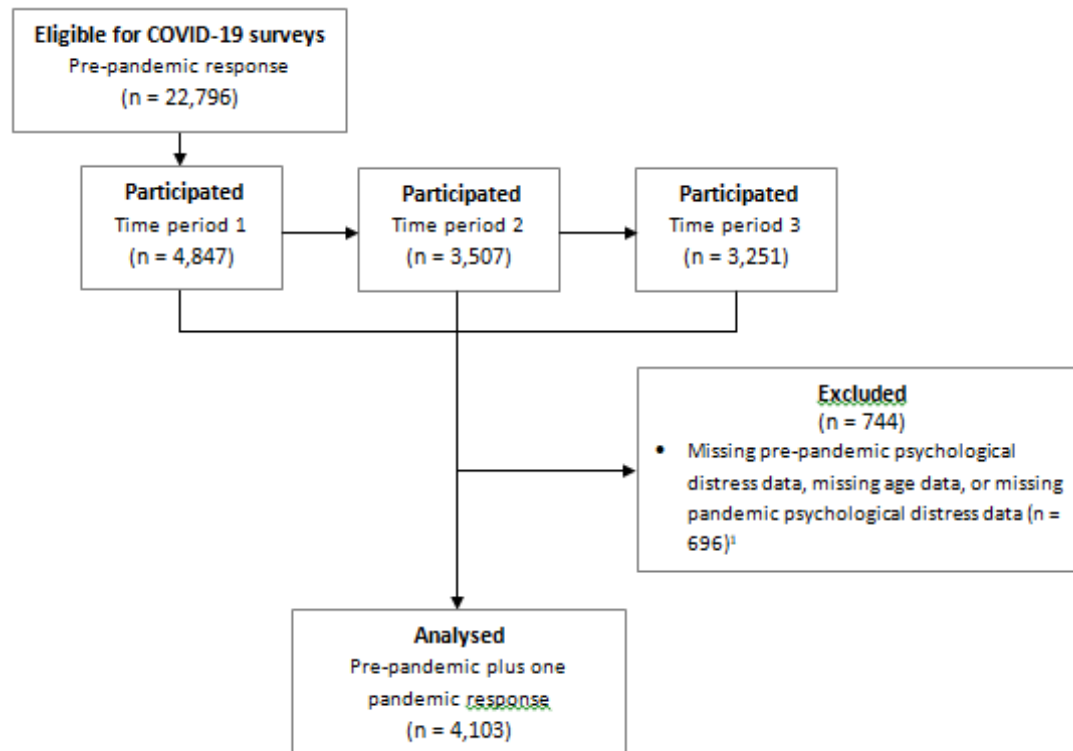 Eligible for COVID-19 surveys
Pre-pandemic response
(n = 22,796)
Participated
Time period 1
(n = 4,847)
Participated
Time period 2
(n = 3,507)
Participated
Time period 3
(n = 3,251)
Excluded
(n = 744)
• Missing pre-pandemic psychological
distress data, missing age data, or missing
pandemic psychological distress data (n =
696)¹
Analysed
Pre-pandemic plus one
pandemic response
(n = 4,103)